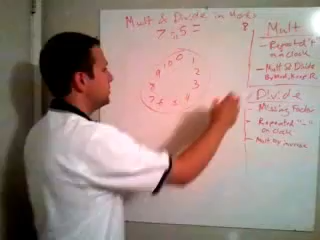 Mult & Divide in Mods
7 5 =
8
0 1 2 3 4 5 6 7 8 9 10
Mult
- Repeated "+"
on a clock
- Mult & Divide
By Mod, Keep R
Divide
- Missing Factor
- Repeated "-"
on clock
- Mult by inverse